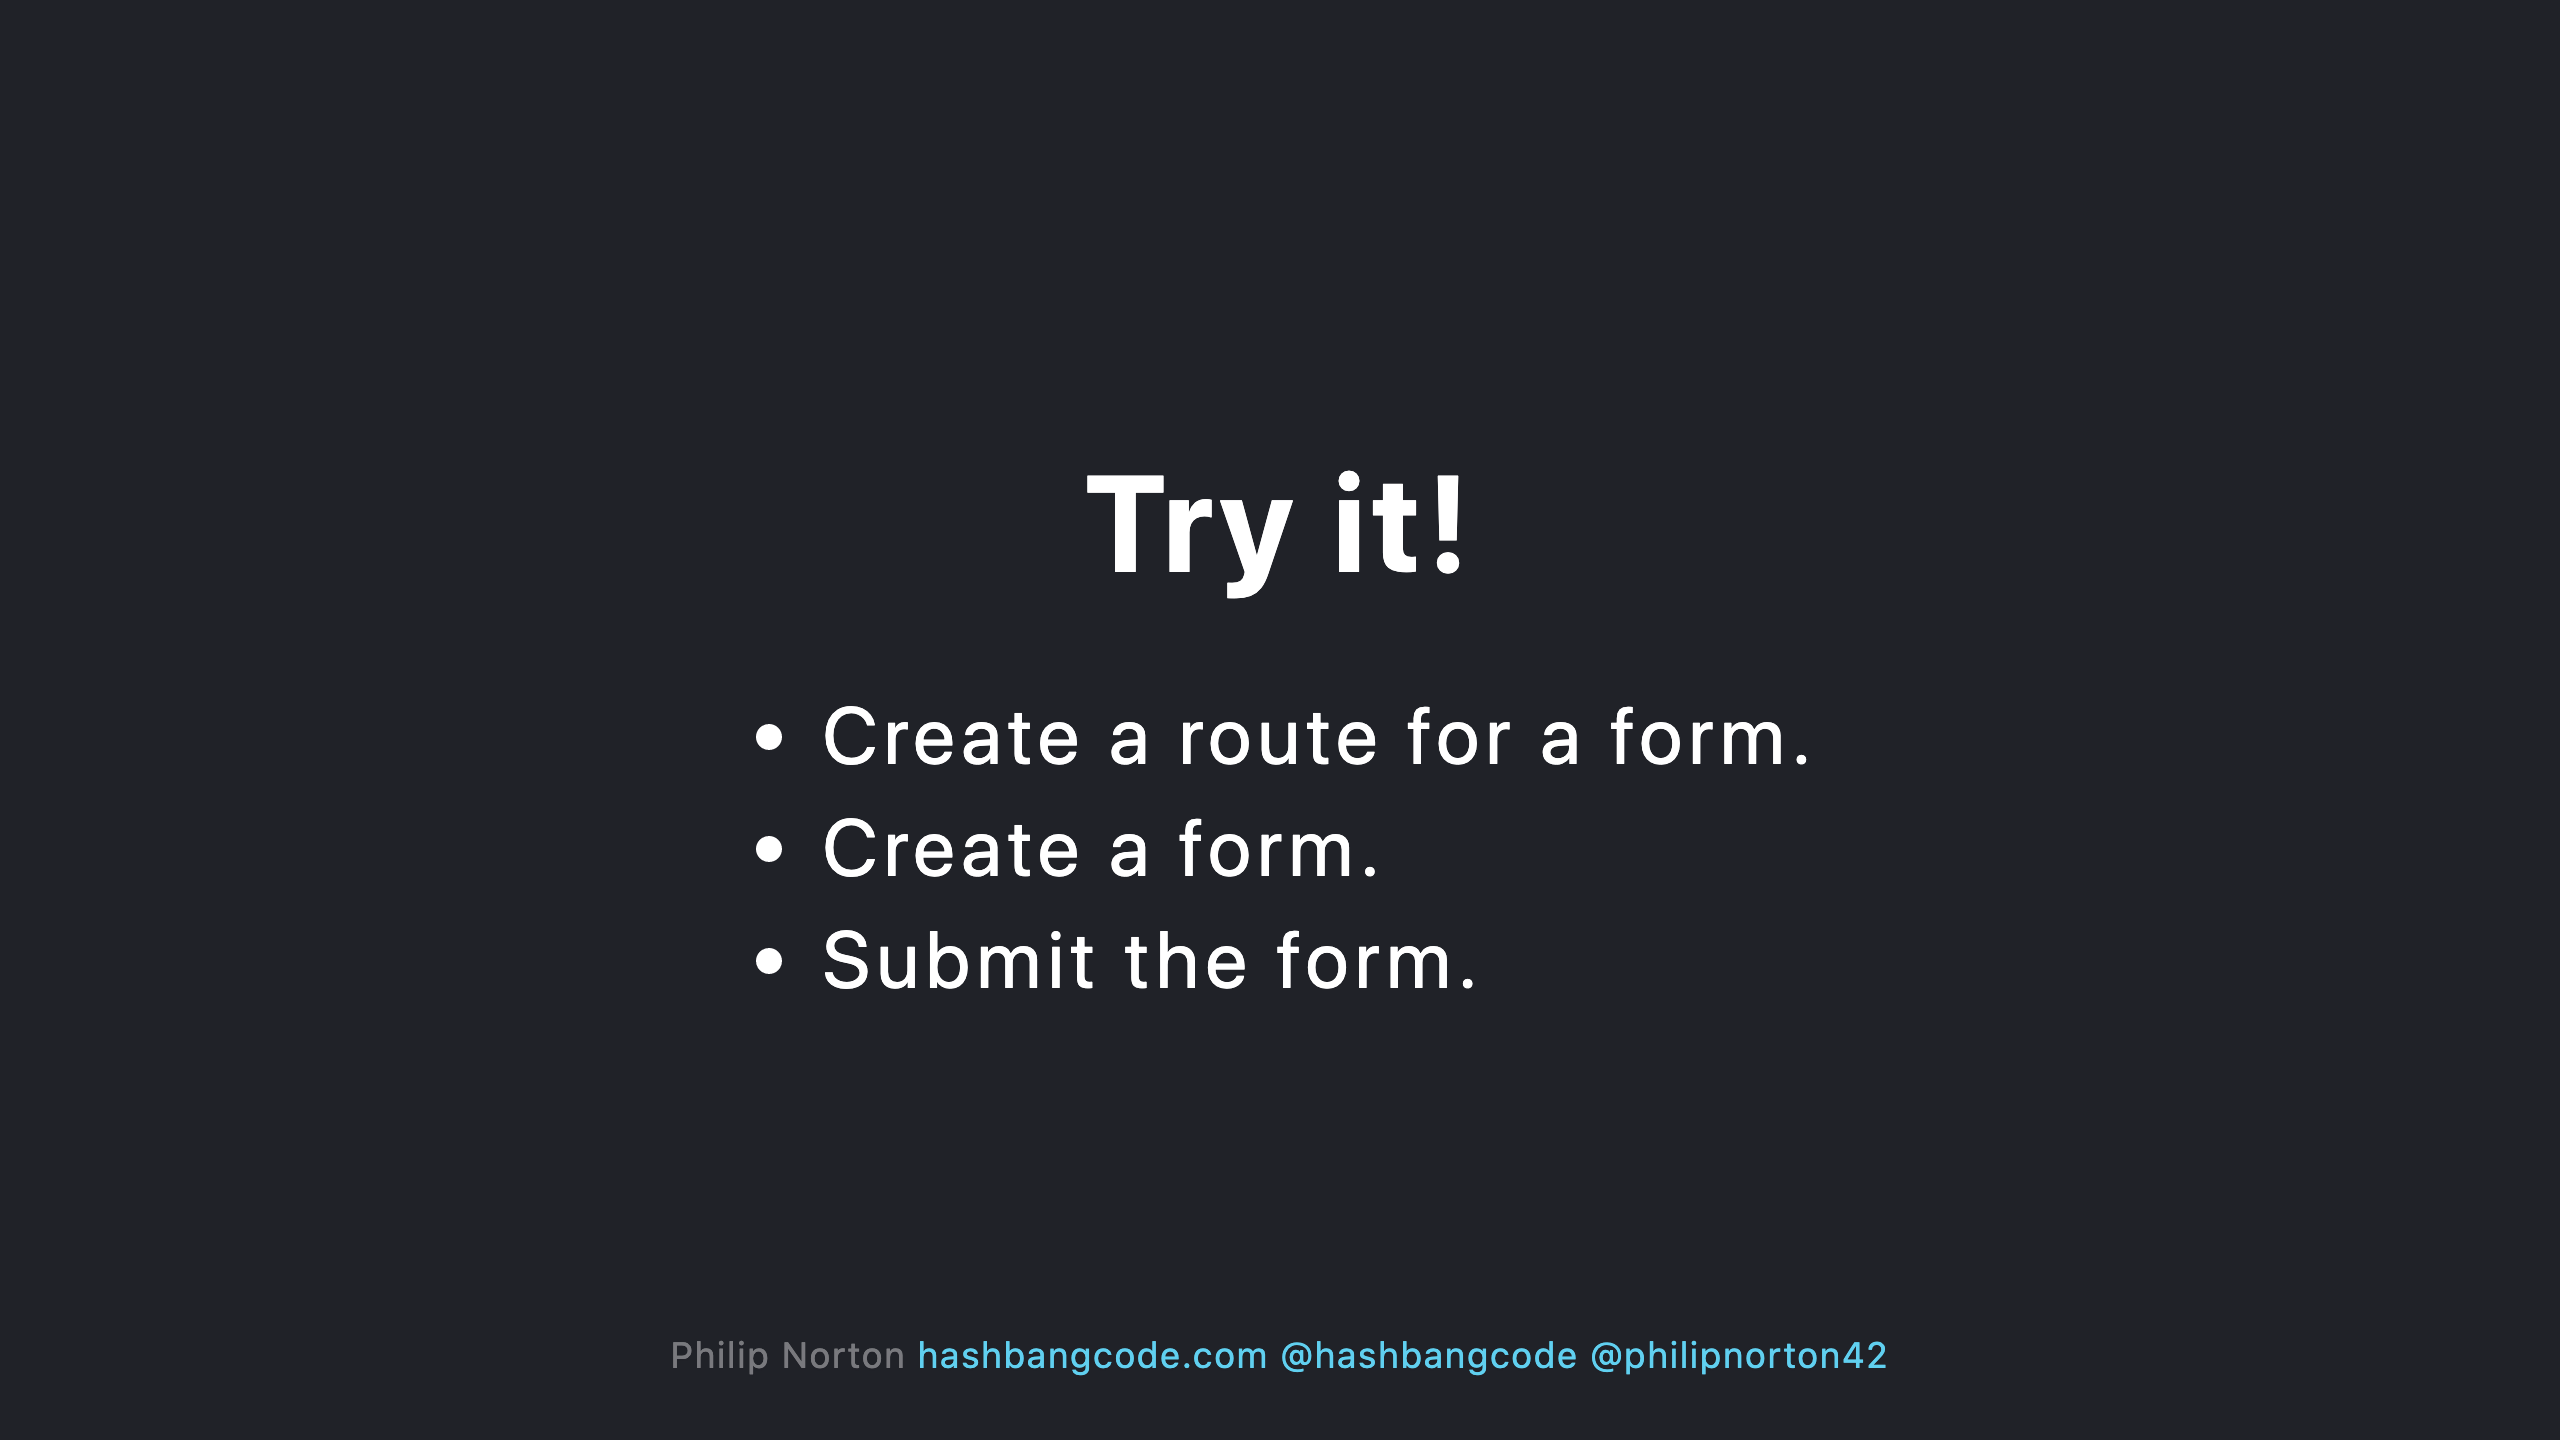 Try it!
• Create a route for a form.
• Create a form.
• Submit the form.
Philip Norton hashbangcode.com @hashbangcode @philipnorton42